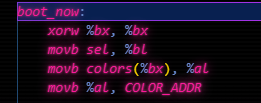 boot_now:
xorw %bx, %bx
movb sel, %bl
movb colors(%bx), %al
movb %al, COLOR_ADDR